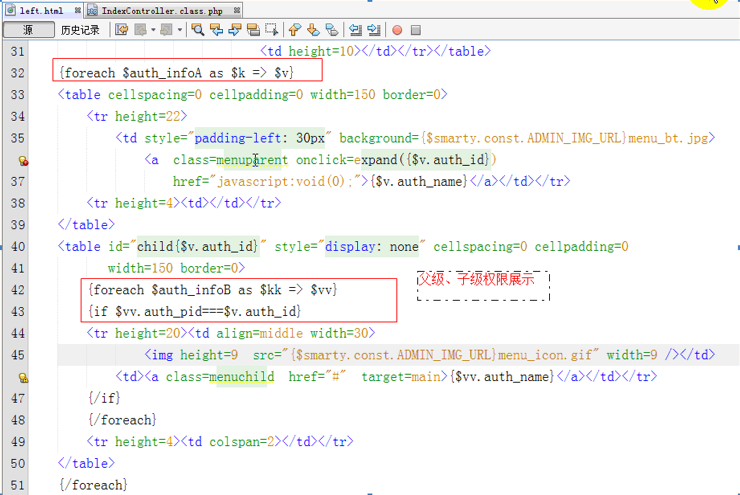 left.html IndexController.class.php
源 历史记录
31 <td height=10></td></tr></table>
32 {foreach $auth_infoA as $k => $v}
33 <table cellspacing=0 cellpadding=0 width=150 border=0>
34 <tr height=22>
35 <td style="padding-left: 30px" background={$smarty.const.ADMIN_IMG_URL}menu_bt.jpg>
<a class=menuparent onclick=expand({$v.auth_id})
37 href="javascript:void(0);">{$v.auth_name}</a></td></tr>
38 <tr height=4><td></td></tr>
39 </table>
40 <table id="child{$v.auth_id}" style="display: none" cellspacing=0 cellpadding=0
41 width=150 border=0>
42 {foreach $auth_infoB as $kk => $vv}
父级、子级权限展示
43 {if $vv.auth_pid===$v.auth_id}
44 <tr height=20><td align=middle width=30)
45 <img height=9 src="{$smarty.const.ADMIN_IMG_URL}menu_icon.gif" width=9 /></td>
<td><a class=menuchild href="#" target=main>{$vv.auth_name}</a></td></tr>
47 {/if}
48 {/foreach}
49 <tr height=4><td colspan=2></td></tr>
50 </table>
51 {/foreach}